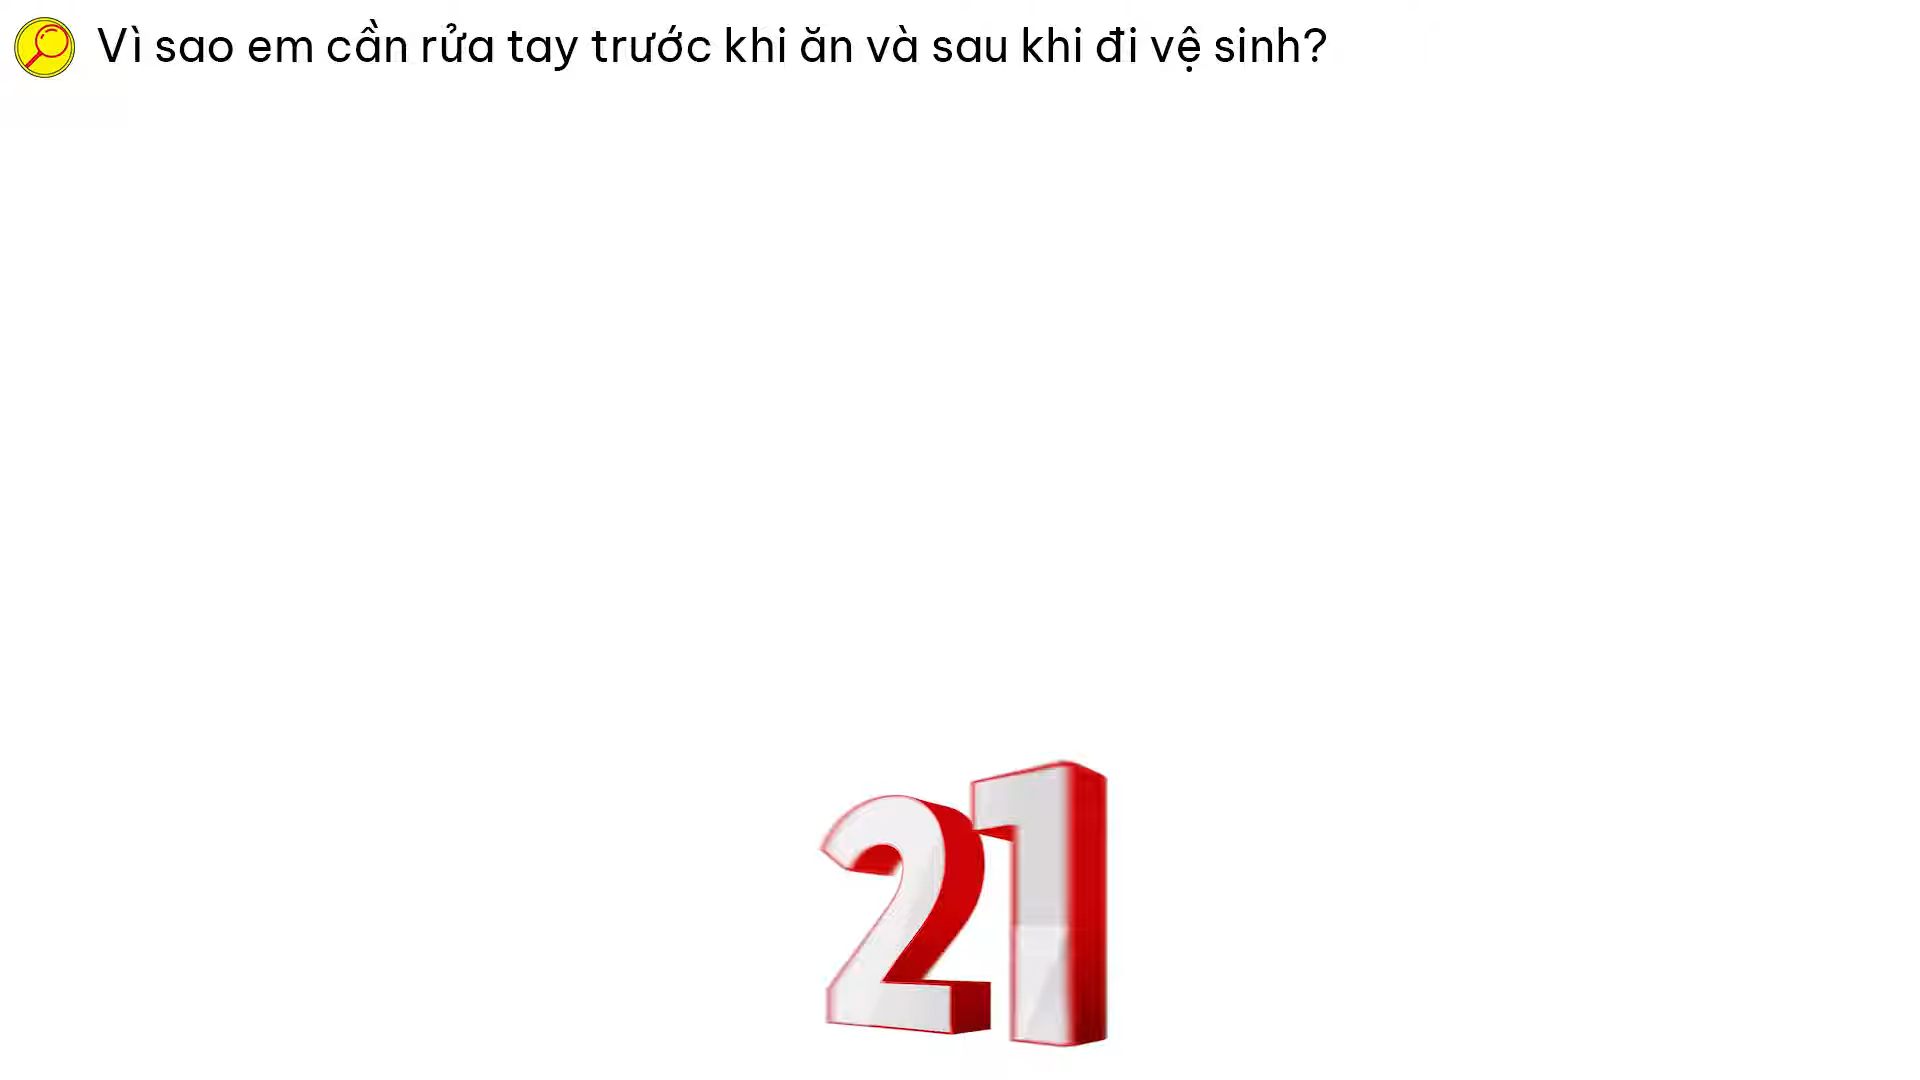 Vì sao em cần rửa tay trước khi ăn và sau khi đi vệ sinh?
21